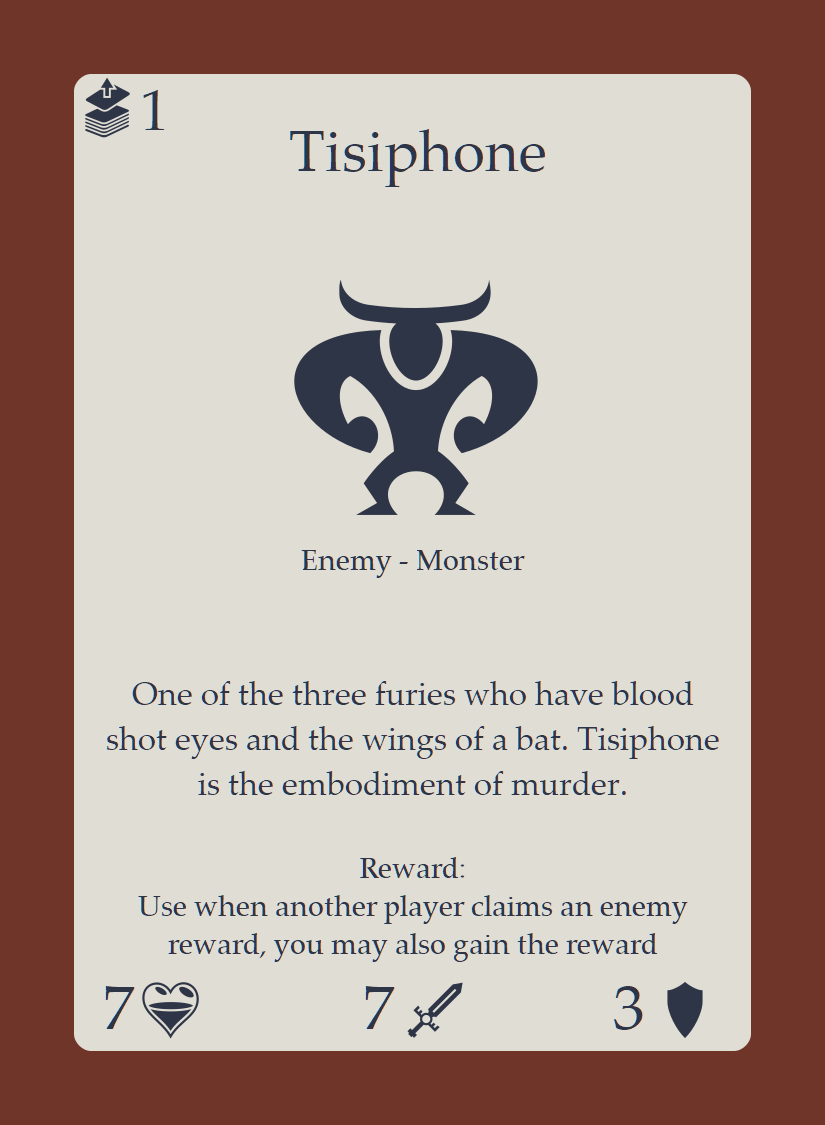 1
Tisiphone
Enemy - Monster
One of the three furies who have blood
shot eyes and the wings of a bat. Tisiphone
is the embodiment of murder.
Reward:
Use when another player claims an enemy
reward, you may also gain the reward
7 7 3